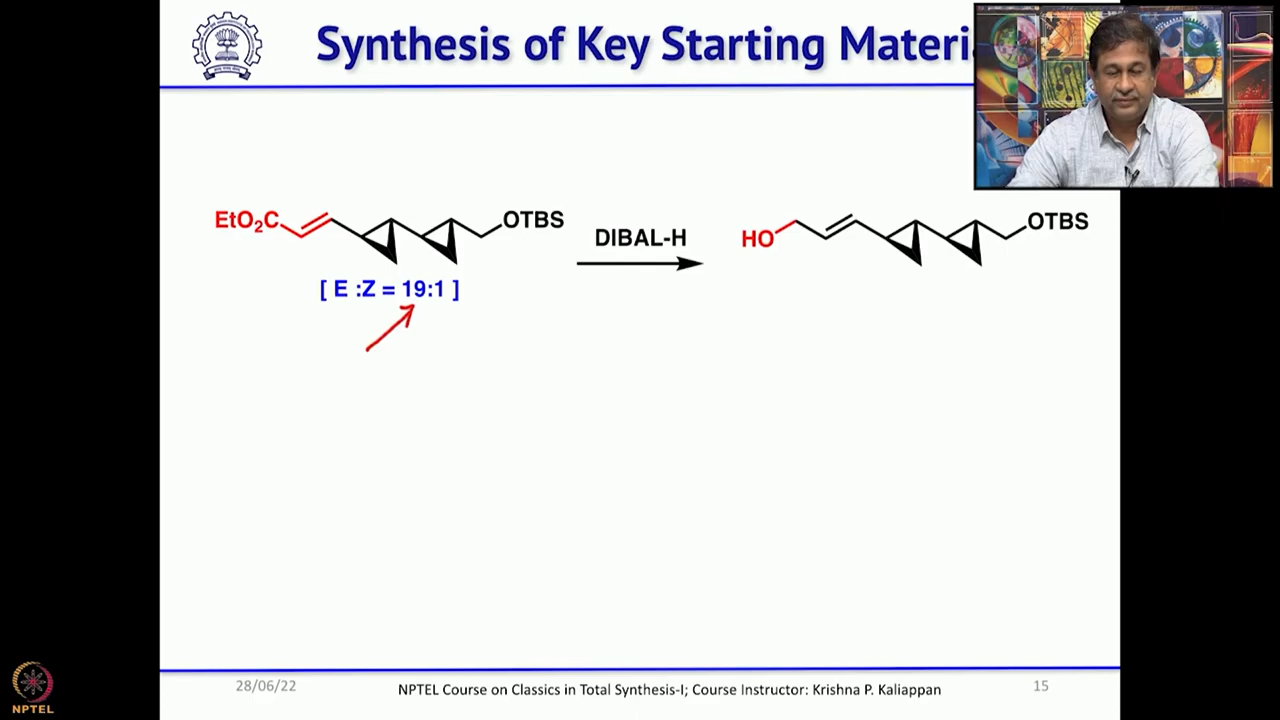 Synthesis of Key Starting Materi
EtO2C
OTBS
DIBAL-H
HO
OTBS
[ E :Z = 19:1 ]
28/06/22
NPTEL Course on Classics in Total Synthesis-I; Course Instructor: Krishna P. Kaliappan
15
NPTEL